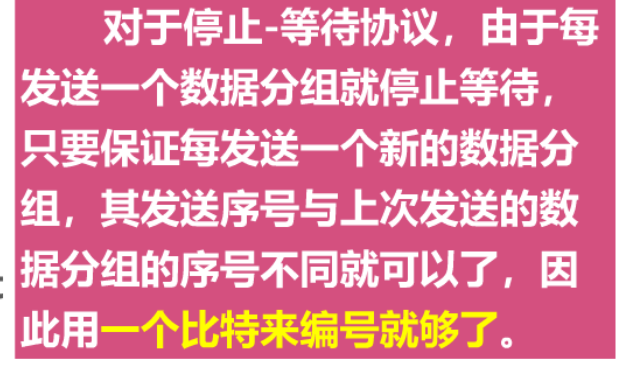 对于停止-等待协议，由于每
发送一个数据分组就停止等待，
只要保证每发送一个新的数据分
组，其发送序号与上次发送的数
据分组的序号不同就可以了，因
此用一个比特来编号就够了。